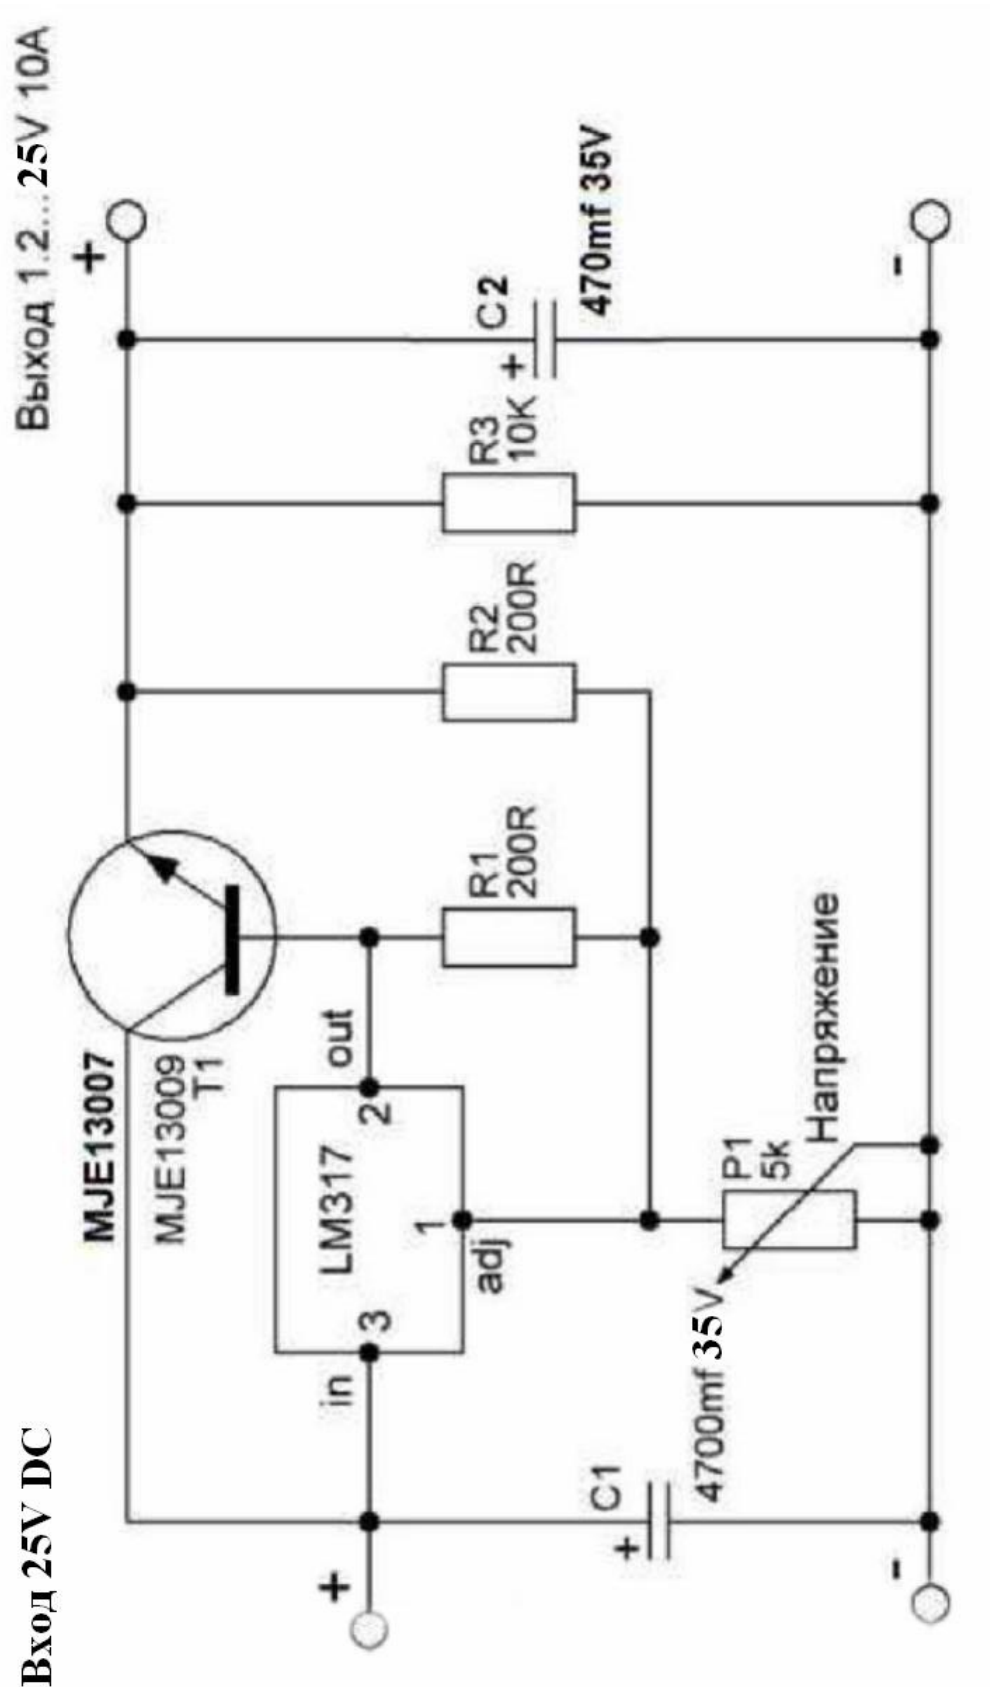 Вход 25V DC
Выход 1.2... 25V 10A
MJE13007
MJE13009
T1
+
+
in
3
LM317
2
out
1
adj
R1
200R
R2
200R
R3
10K
C2
+
470mf 35V
C1
+
4700mf 35V
P1
5k
Напряжение
-
-